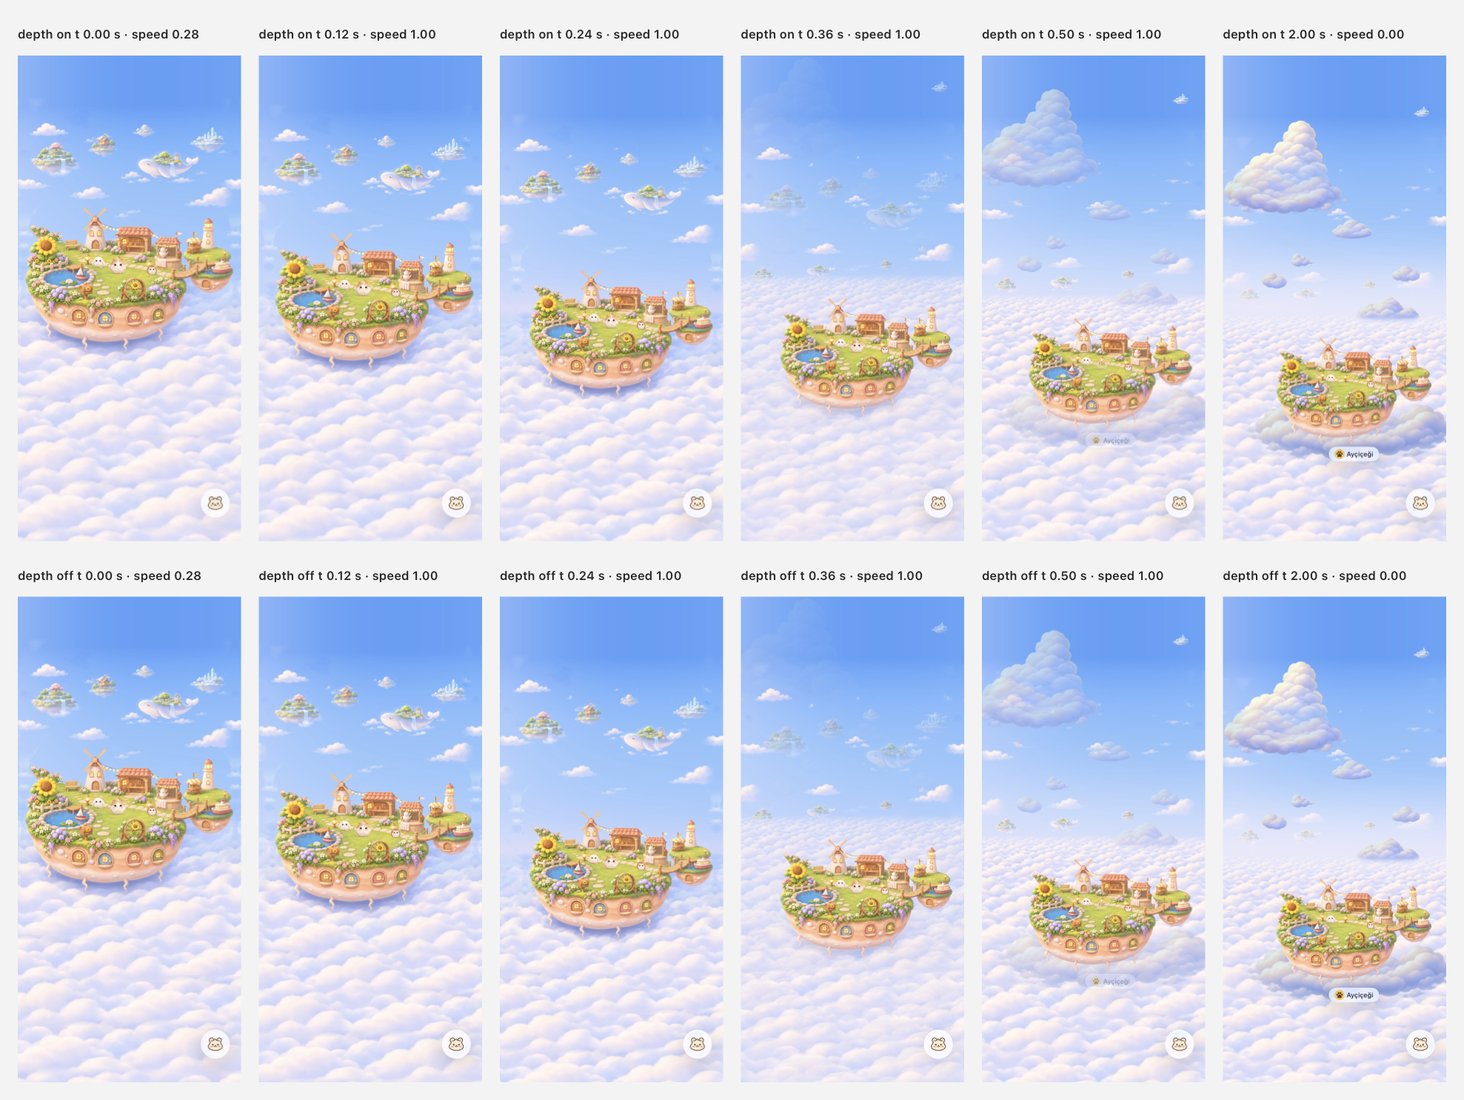 depth on t 0.00 s · speed 0.28
depth on t 0.12 s · speed 1.00
depth on t 0.24 s · speed 1.00
depth on t 0.36 s · speed 1.00
depth on t 0.50 s · speed 1.00
depth on t 2.00 s · speed 0.00
Ayçiçeği
Ayçiçeği
depth off t 0.00 s · speed 0.28
depth off t 0.12 s · speed 1.00
depth off t 0.24 s · speed 1.00
depth off t 0.36 s · speed 1.00
depth off t 0.50 s · speed 1.00
depth off t 2.00 s · speed 0.00
Ayçiçeği
Ayçiçeği